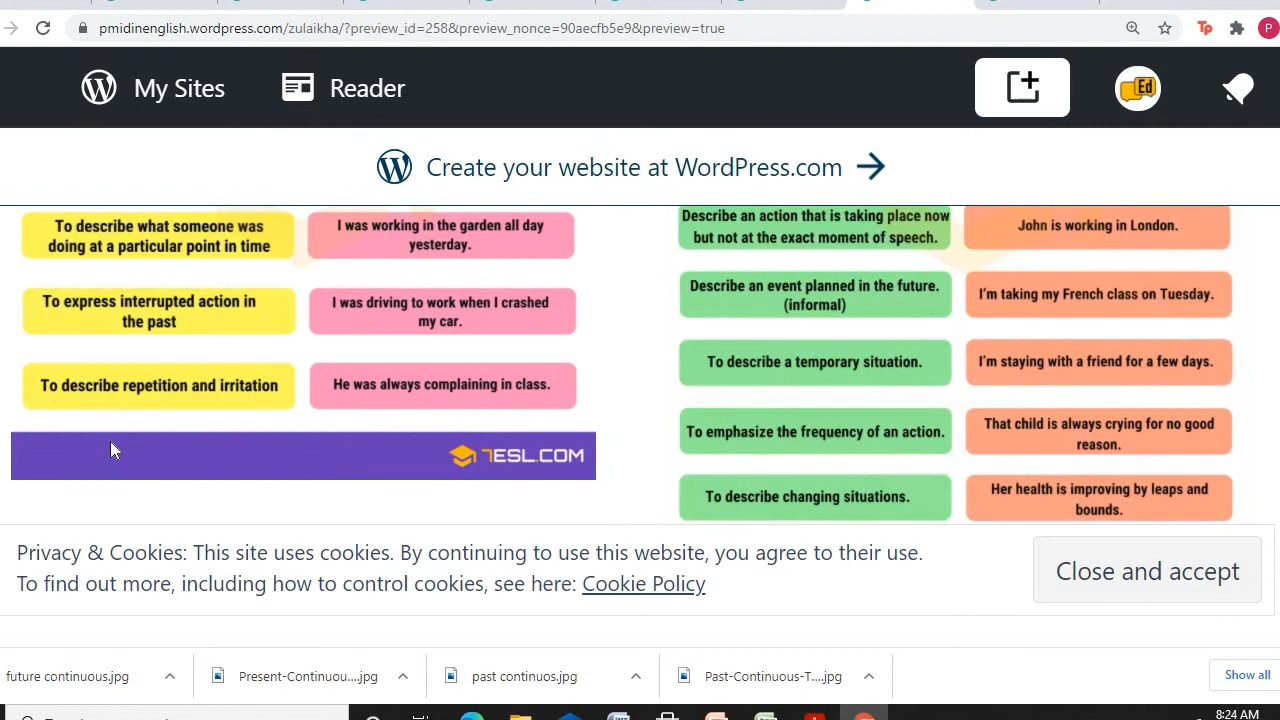 pmidinenglish.wordpress.com/zulaikha/?preview_id=258&preview_nonce=90aecfb5e9&preview=true
Tp
P
My Sites
Reader
Ed
Create your website at WordPress.com
To describe what someone was
doing at a particular point in time
I was working in the garden all day
yesterday.
To express interrupted action in
the past
I was driving to work when I crashed
my car.
To describe repetition and irritation
He was always complaining in class.
7ESL.COM
Describe an action that is taking place now
but not at the exact moment of speech.
John is working in London.
Describe an event planned in the future.
(informal)
I'm taking my French class on Tuesday.
To describe a temporary situation.
I'm staying with a friend for a few days.
To emphasize the frequency of an action.
That child is always crying for no good
reason.
To describe changing situations.
Her health is improving by leaps and
bounds.
Privacy & Cookies: This site uses cookies. By continuing to use this website, you agree to their use.
To find out more, including how to control cookies, see here: Cookie Policy
Close and accept
future continuous.jpg
Present-Continuou....jpg
past continuos.jpg
Past-Continuous-T....jpg
Show all
8:24 AM